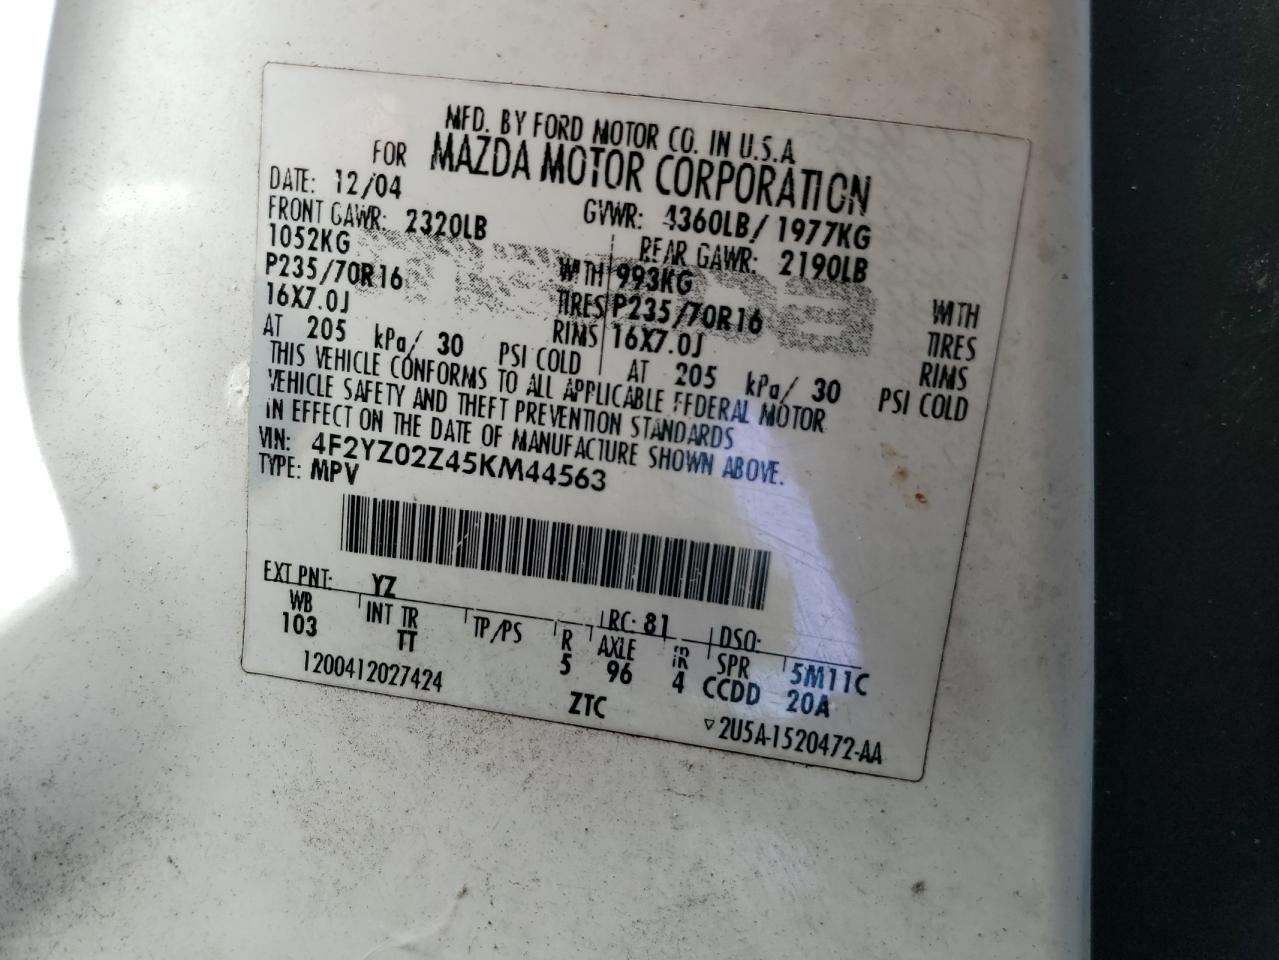 MFD. BY FORD MOTOR CO. IN U.S.A
FOR MAZDA MOTOR CORPORATION
DATE: 12/04 GVWR: 4360LB/ 1977KG
FRONT GAWR: 2320LB REAR GAWR: 2190LB
1052KG WITH 993KG WITH
P235/70R16 TIRES P235/70R16 TIRES
16X7.0J RIMS 16X7.0J RIMS
AT 205 kPa/ 30 PSI COLD AT 205 kPa/ 30 PSI COLD
THIS VEHICLE CONFORMS TO ALL APPLICABLE FEDERAL MOTOR
VEHICLE SAFETY AND THEFT PREVENTION STANDARDS
IN EFFECT ON THE DATE OF MANUFACTURE SHOWN ABOVE.
VIN: 4F2YZ02Z45KM44563
TYPE: MPV
EXT PNT: YZ RC: 81 DSO:
WB INT TR TP/PS R AXLE TR SPR 5M11C
103 TT 5 96 4 CCDD 20A
1200412027424 ZTC ▽2U5A-1520472-AA